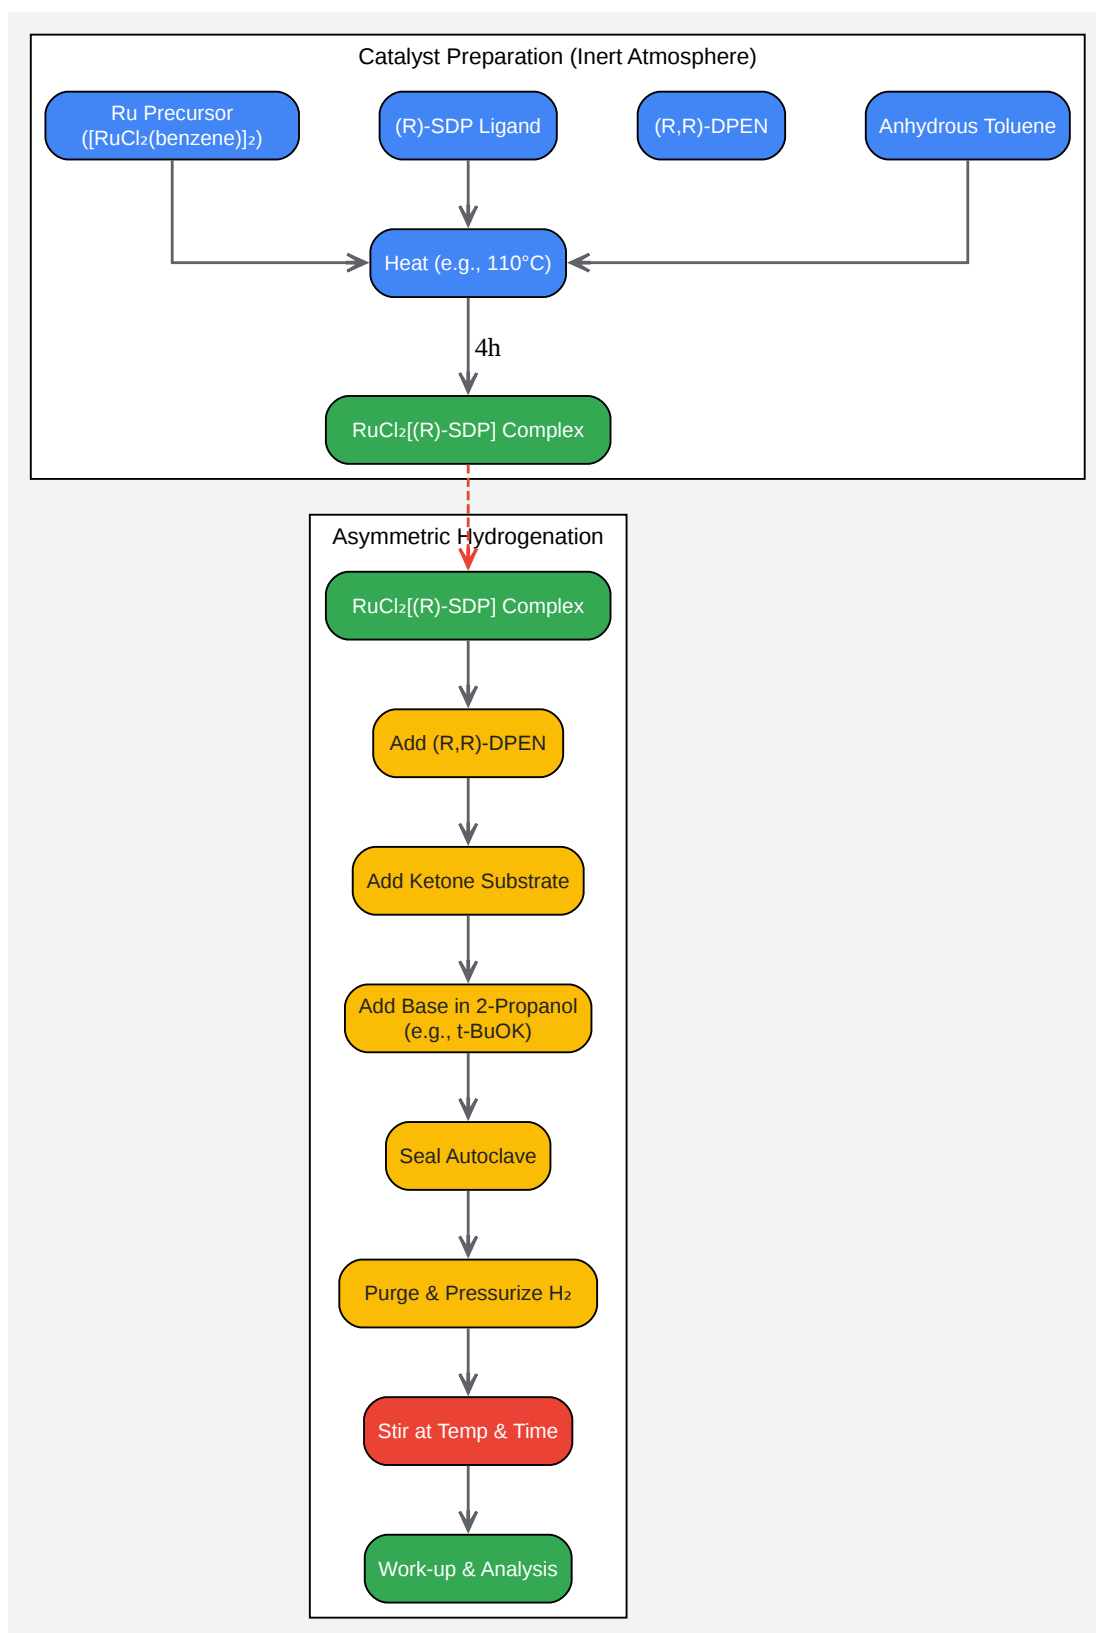 Catalyst Preparation (Inert Atmosphere)
Ru Precursor
([RuCl₂(benzene)]₂)
(R)-SDP Ligand
(R,R)-DPEN
Anhydrous Toluene
Heat (e.g., 110°C)
4h
RuCl₂[(R)-SDP] Complex
Asymmetric Hydrogenation
RuCl₂[(R)-SDP] Complex
Add (R,R)-DPEN
Add Ketone Substrate
Add Base in 2-Propanol
(e.g., t-BuOK)
Seal Autoclave
Purge & Pressurize H₂
Stir at Temp & Time
Work-up & Analysis